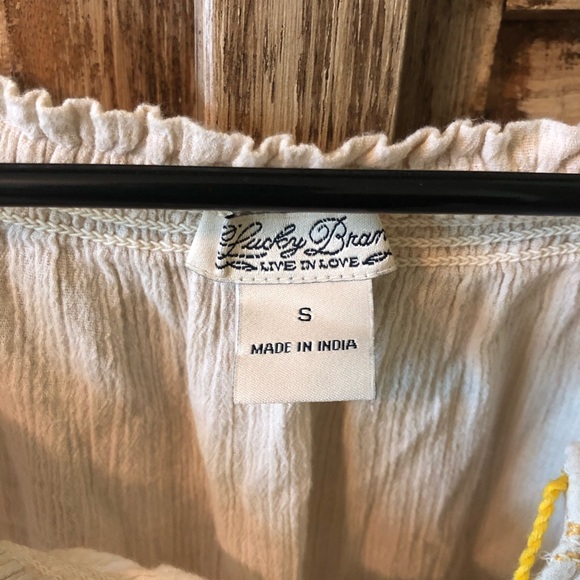 Lucky Bran
LIVE IN LOVE
S
MADE IN INDIA